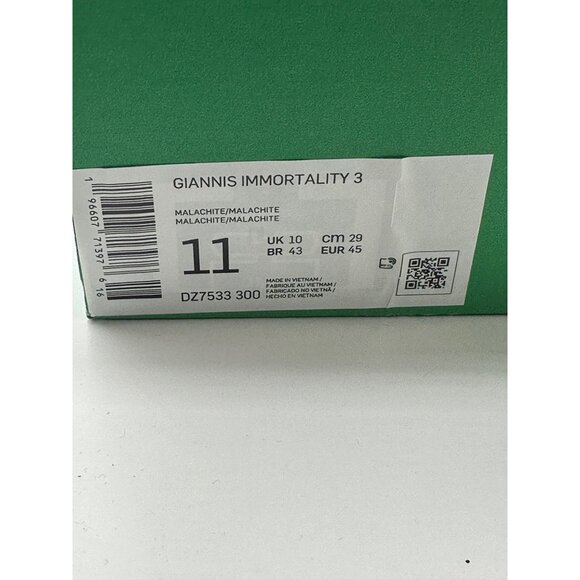 GIANNIS IMMORTALITY 3
MALACHITE/MALACHITE
MALACHITE/MALACHITE
11
UK 10 cm 29
BR 43 EUR 45
DZ7533 300
MADE IN VIETNAM /
FABRIQUE AU VIETNAM /
FABRICADO NO VIETNÃ /
HECHO EN VIETNAM
1 96607 71397 6 16